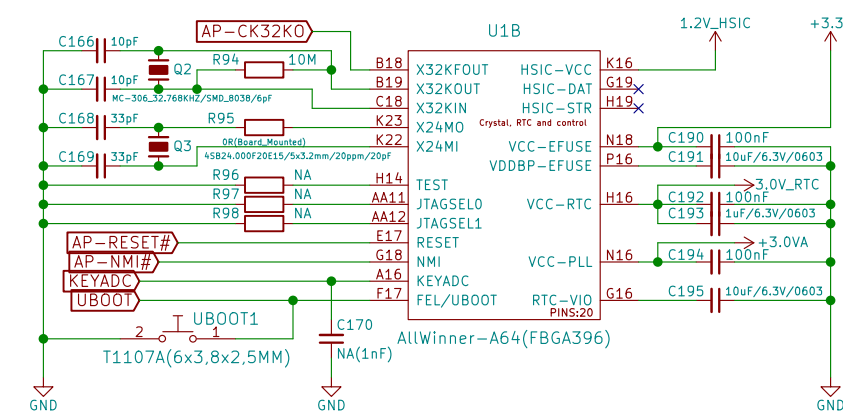 AP-CK32KO
U1B
1.2V_HSIC
+3.3
C166
10pF
Q2
R94
10M
B18
X32KFOUT
HSIC-VCC
K16
C167
10pF
B19
X32KOUT
HSIC-DAT
G19
MC-306_32.768KHZ/SMD_8038/6pF
C18
X32KIN
HSIC-STR
H19
C168
33pF
R95
K23
X24MO
Crystal, RTC and control
0R(Board_Mounted)
Q3
K22
X24MI
VCC-EFUSE
N18
C190
100nF
C169
33pF
4SB24.000F20E15/5x3.2mm/20ppm/20pF
VDDBP-EFUSE
P16
C191
10uF/6.3V/0603
R96
NA
H14
TEST
3.0V_RTC
R97
NA
AA11
JTAGSEL0
VCC-RTC
H16
C192
100nF
R98
NA
AA12
JTAGSEL1
C193
1uF/6.3V/0603
AP-RESET#
E17
RESET
+3.0VA
AP-NMI#
G18
NMI
VCC-PLL
N16
C194
100nF
KEYADC
A16
KEYADC
UBOOT
F17
FEL/UBOOT
RTC-VIO
G16
C195
10uF/6.3V/0603
PINS:20
UBOOT1
2
1
C170
AllWinner-A64(FBGA396)
T1107A(6x3,8x2,5MM)
NA(1nF)
GND
GND
GND